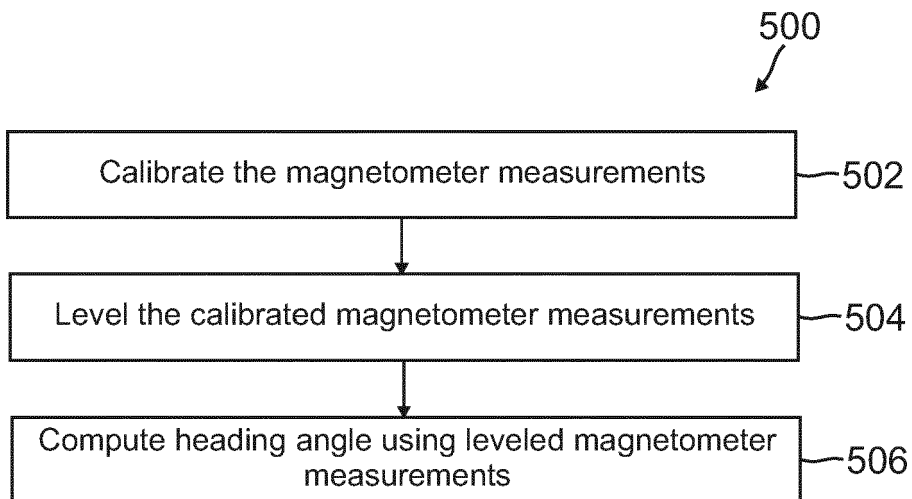 500
Calibrate the magnetometer measurements
502
Level the calibrated magnetometer measurements
504
Compute heading angle using leveled magnetometer
measurements
506